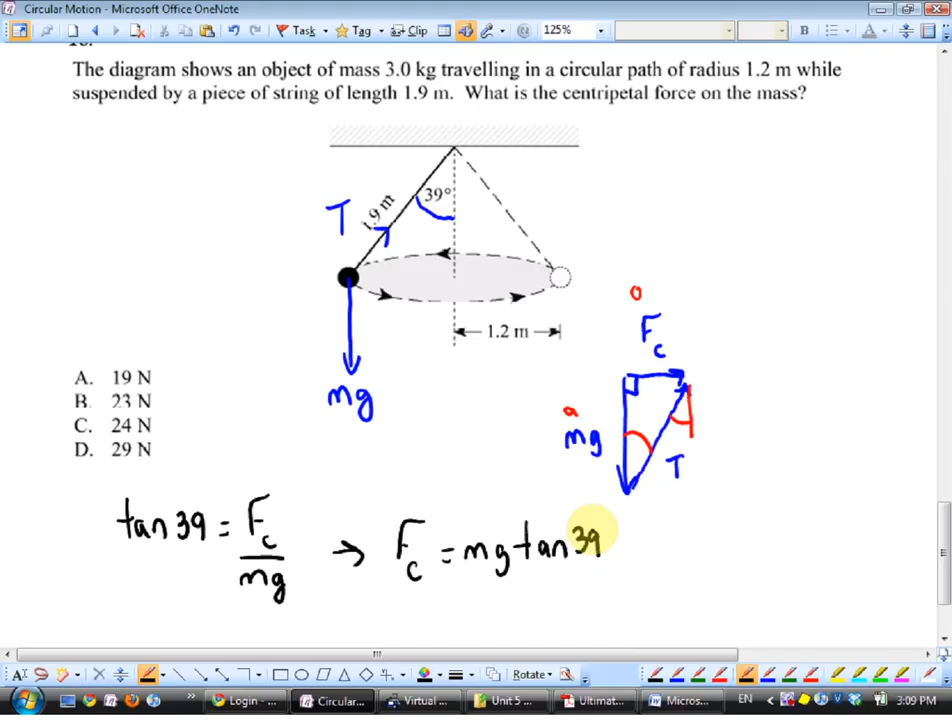 Circular Motion - Microsoft Office OneNote
Task Tag Clip 125% B
The diagram shows an object of mass 3.0 kg travelling in a circular path of radius 1.2 m while
suspended by a piece of string of length 1.9 m. What is the centripetal force on the mass?
39°
T 1.9 m
O
1.2 m
Fc
A. 19 N
mg
B. 23 N
a
C. 24 N
mg
D. 29 N
T
tan 39 = Fc/mg → Fc = mg tan 39
Rotate
Login - ... Circular... Virtual ... Unit 5 ... Ultimat... Micros... EN 3:09 PM